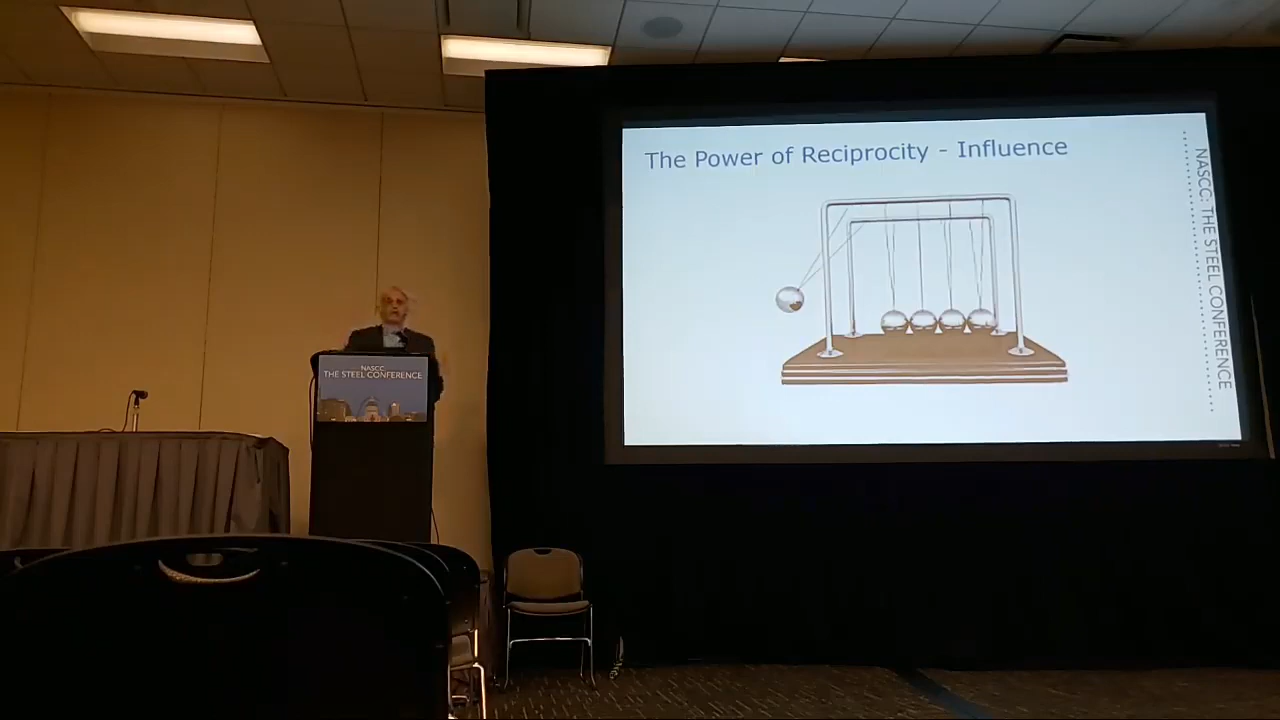 The Power of Reciprocity - Influence
NASCC: THE STEEL CONFERENCE
NASCC
THE STEEL CONFERENCE